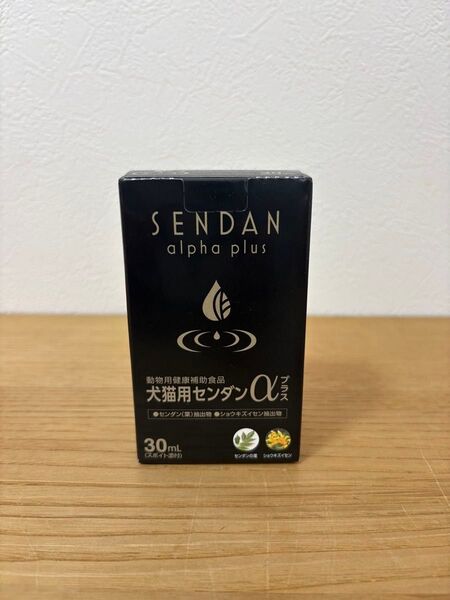 SENDAN
alpha plus
動物用健康補助食品
犬猫用センダンαプラス
●センダン(葉)抽出物 ●ショウキズイセン抽出物
30mL
(スポイト添付)
センダンの葉 ショウキズイセン